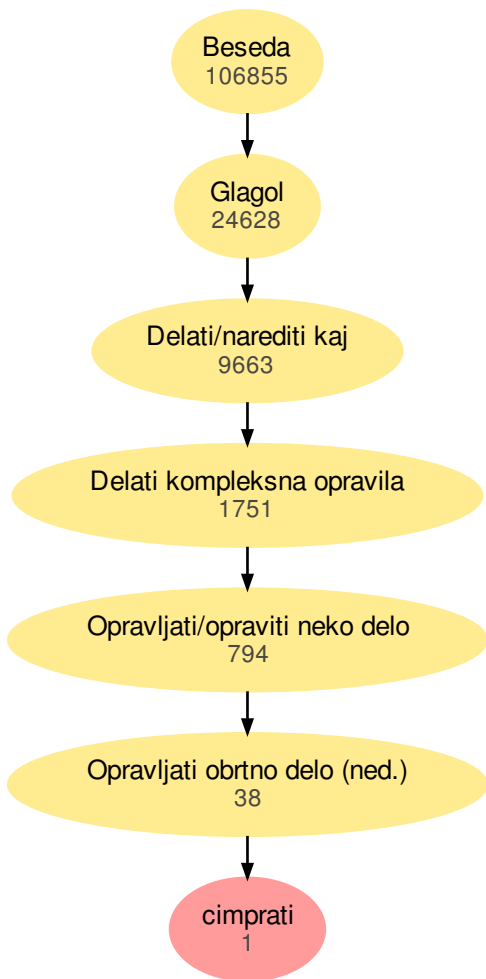 Beseda
106855
Glagol
24628
Delati/narediti kaj
9663
Delati kompleksna opravila
1751
Opravljati/opraviti neko delo
794
Opravljati obrtno delo (ned.)
38
cimprati
1